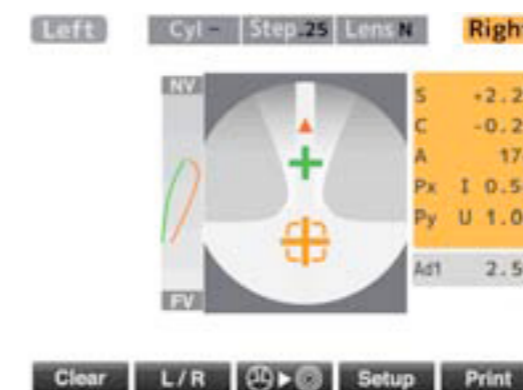 Left Cyl - Step.25 Lens N Right
NV
S +2.2
C -0.2
A 17
Px I 0.5
Py U 1.0
Ad1 2.5
FV
Clear L/R Setup Print